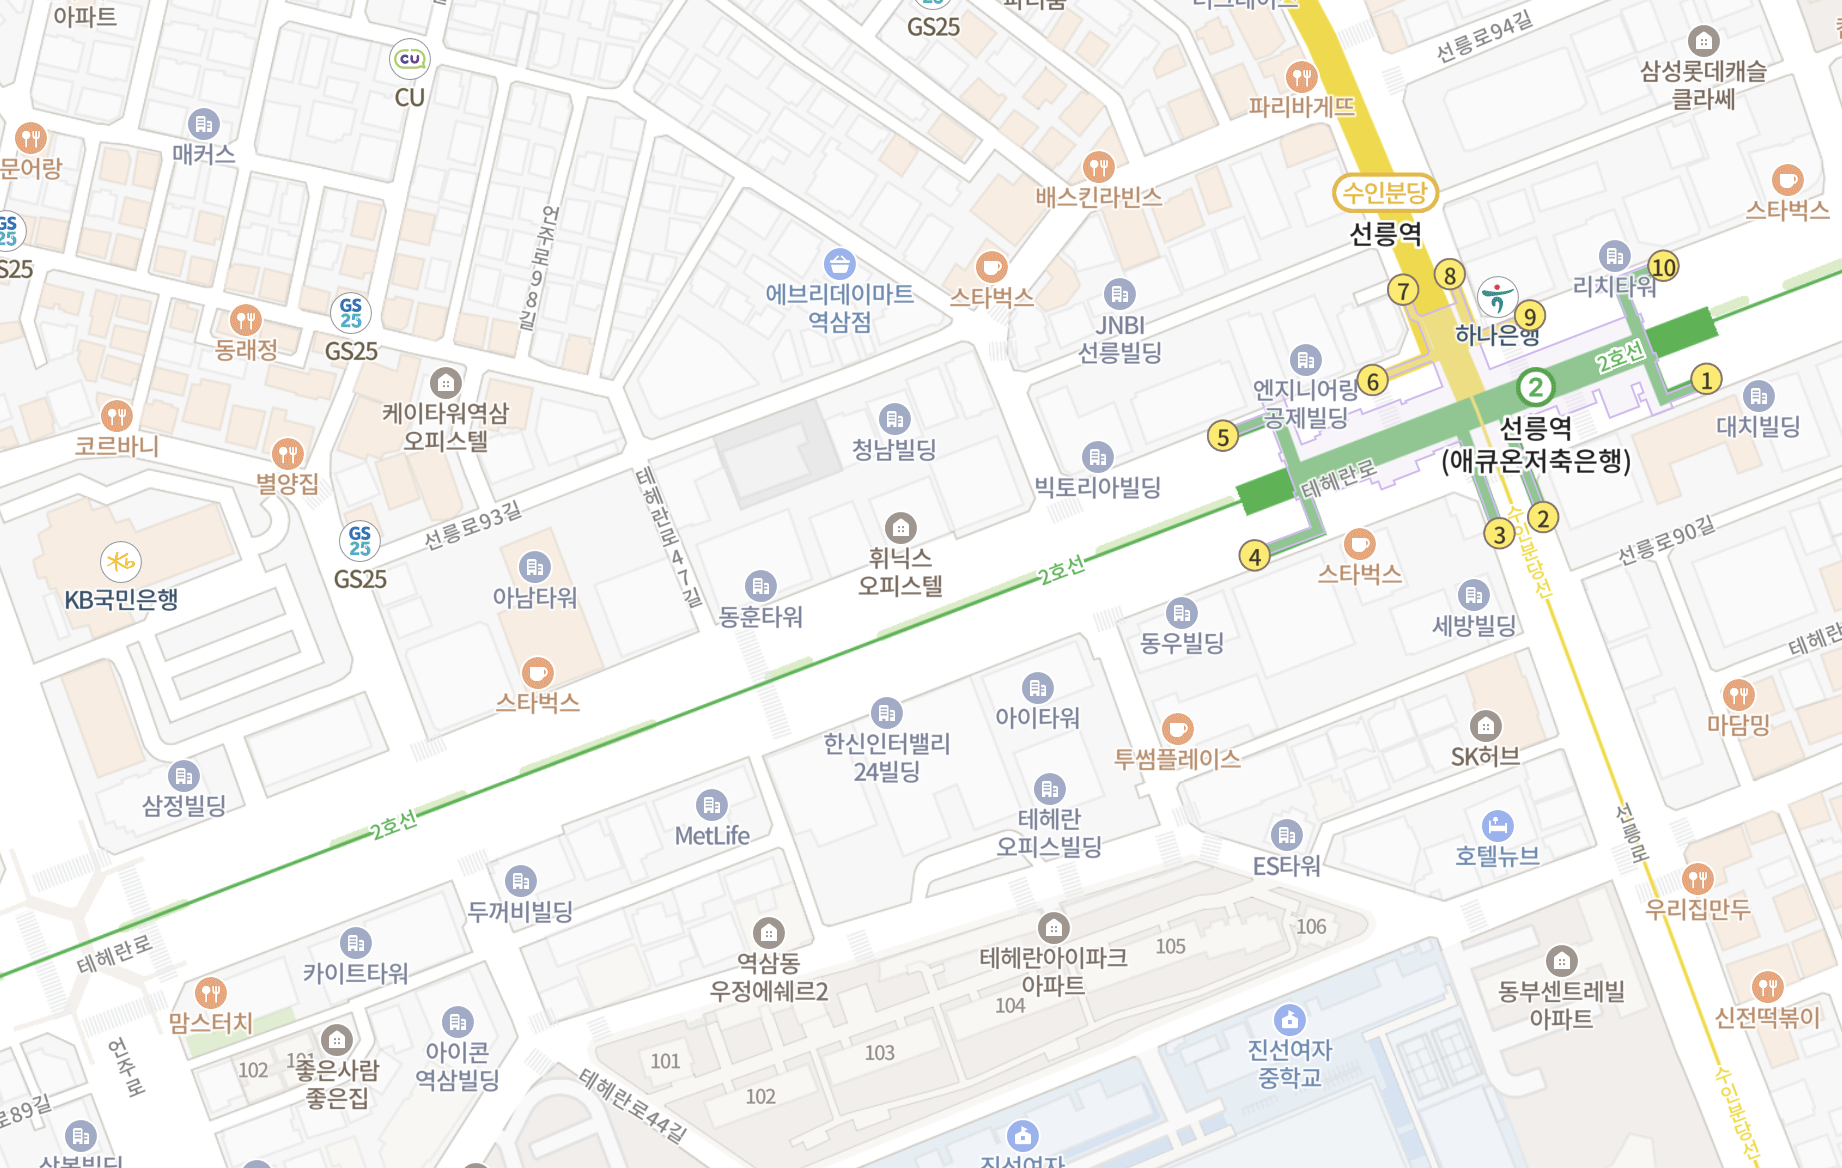 아파트
GS25
선릉로94길
삼성롯데캐슬
클라쎄
CU
CU
파리바게뜨
매커스
문어랑
배스킨라빈스
수인분당
선릉역
스타벅스
GS
25
언주로98길
에브리데이마트
역삼점
스타벅스
JNBI
선릉빌딩
7
8
9
10
리치타워
하나은행
GS
25
GS25
동래정
2호선
2
1
6
5
엔지니어링
공제빌딩
대치빌딩
케이타워역삼
오피스텔
청남빌딩
선릉역
(애큐온저축은행)
코르바니
별양집
빅토리아빌딩
테헤란로
테헤란로47길
선릉로93길
GS
25
GS25
KB국민은행
아남타워
휘닉스
오피스텔
동훈타워
2호선
4
3
2
스타벅스
수인분당선
선릉로90길
동우빌딩
세방빌딩
스타벅스
한신인터밸리
24빌딩
아이타워
투썸플레이스
SK허브
마담밍
삼정빌딩
2호선
MetLife
테헤란
오피스빌딩
ES타워
호텔뉴브
선릉로
두꺼비빌딩
우리집만두
테헤란로
카이트타워
역삼동
우정에쉐르2
테헤란아이파크
아파트
105
106
104
동부센트레빌
아파트
맘스터치
언주로
102
101
좋은사람
좋은집
아이콘
역삼빌딩
101
103
102
진선여자
중학교
신전떡볶이
테헤란로44길
수인분당선
진선여자